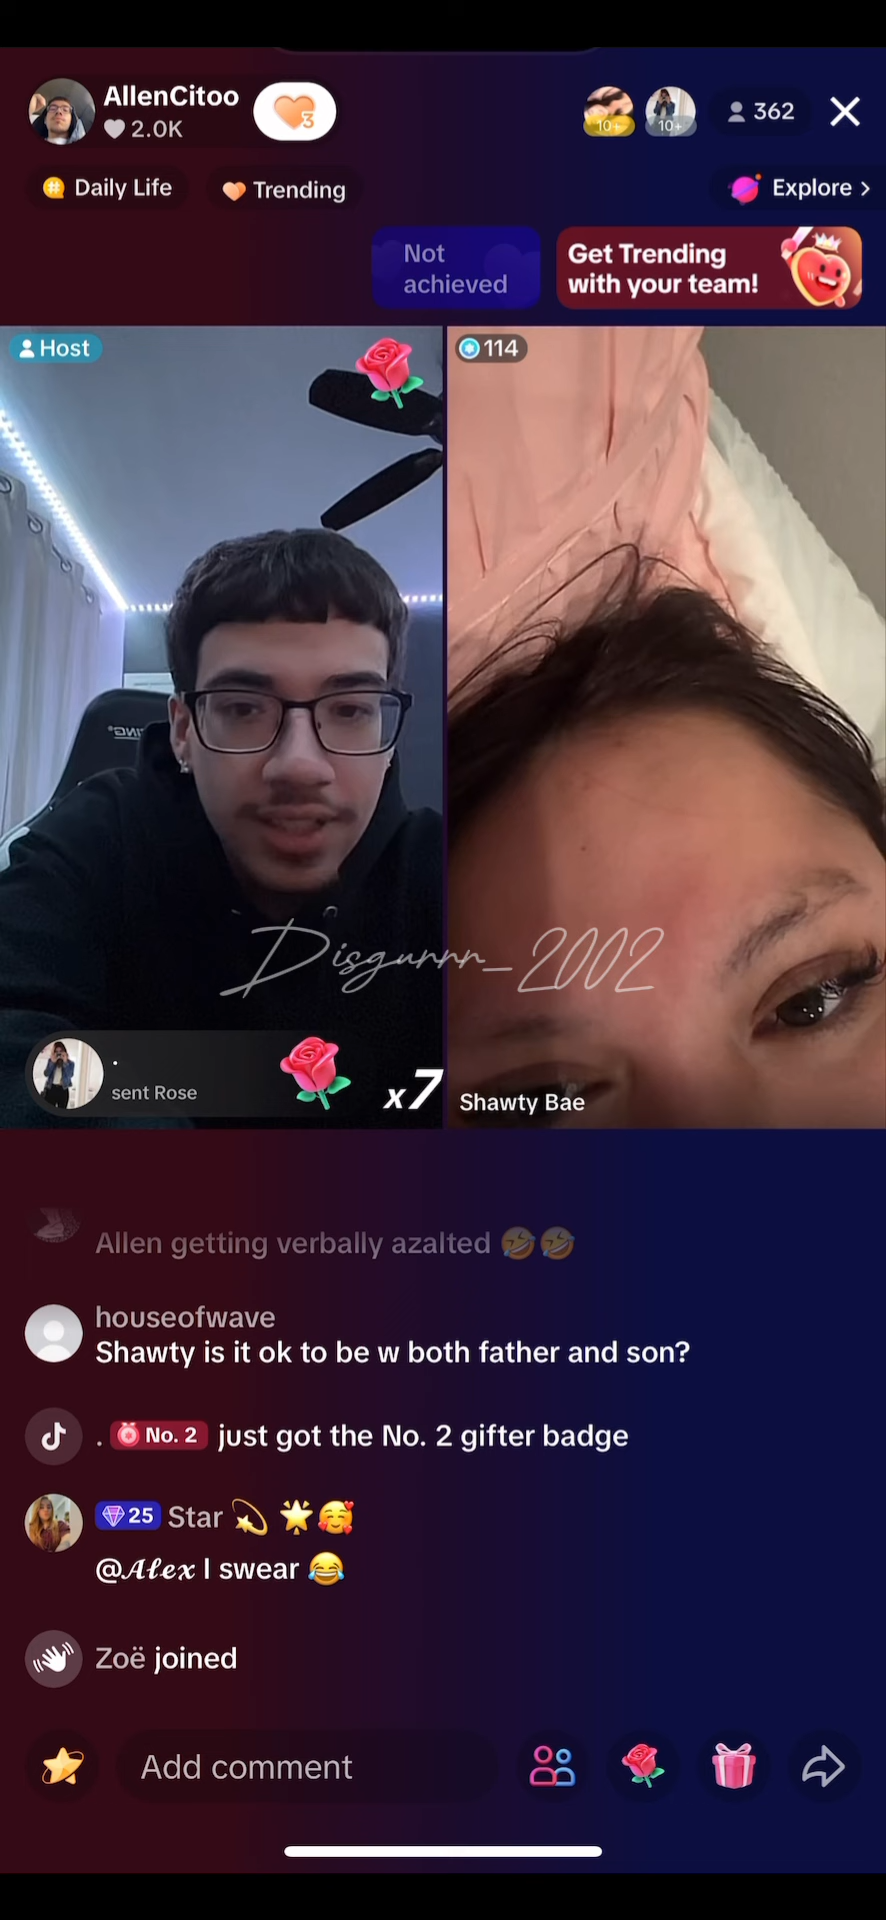 AllenCitoo
2.0K
3
10+
10+
362
Daily Life
Trending
Explore >
Not
achieved
Get Trending
with your team!
Host
114
Disgurrr_2002
.
sent Rose
x7
Shawty Bae
Allen getting verbally azalted 🤣🤣
houseofwave
Shawty is it ok to be w both father and son?
. No. 2 just got the No. 2 gifter badge
25 Star 💫 🌟🥰
@𝓐𝓵𝓮𝔁 I swear 😂
Zoë joined
Add comment